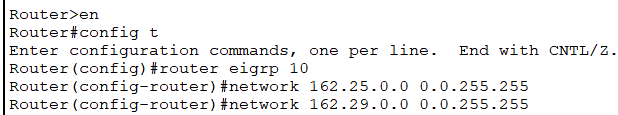 Router>en
Router#config t
Enter configuration commands, one per line.  End with CNTL/Z.
Router(config)#router eigrp 10
Router(config-router)#network 162.25.0.0 0.0.255.255
Router(config-router)#network 162.29.0.0 0.0.255.255